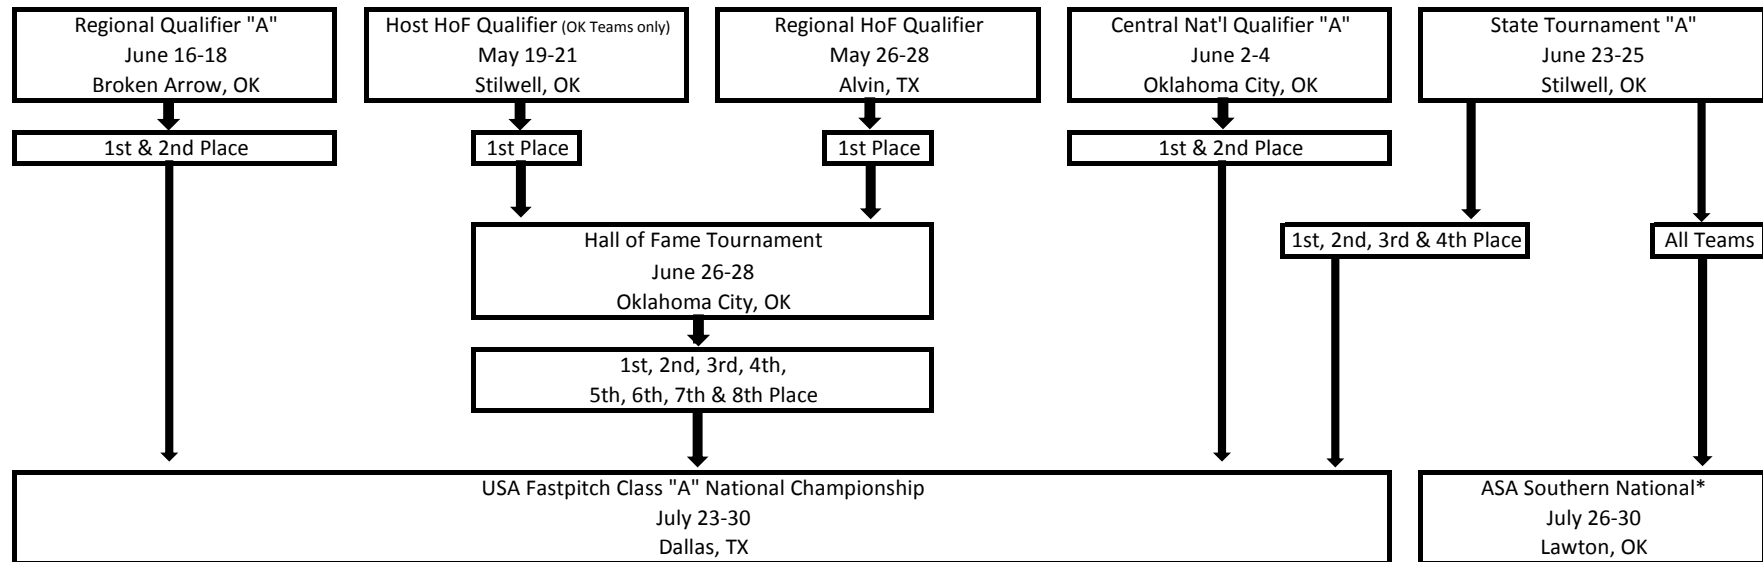 Regional Qualifier "A"
June 16-18
Broken Arrow, OK
Host HoF Qualifier (OK Teams only)
May 19-21
Stilwell, OK
Regional HoF Qualifier
May 26-28
Alvin, TX
Central Nat'l Qualifier "A"
June 2-4
Oklahoma City, OK
State Tournament "A"
June 23-25
Stilwell, OK
1st & 2nd Place
1st Place
1st Place
1st & 2nd Place
Hall of Fame Tournament
June 26-28
Oklahoma City, OK
1st, 2nd, 3rd & 4th Place
All Teams
1st, 2nd, 3rd, 4th,
5th, 6th, 7th & 8th Place
USA Fastpitch Class "A" National Championship
July 23-30
Dallas, TX
ASA Southern National*
July 26-30
Lawton, OK